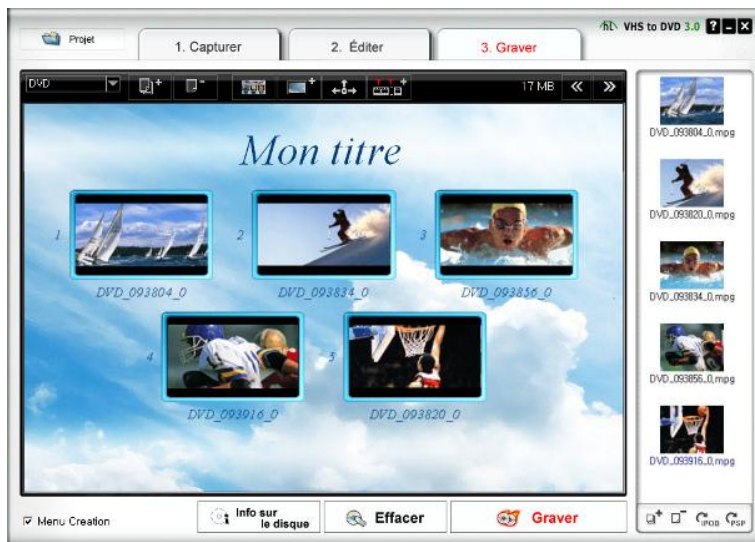 VHS to DVD 3.0 ? - X
Projet
1. Capturer
2. Éditer
3. Graver
DVD
17 MB
Mon titre
1
2
3
DVD_093804_0
DVD_093834_0
DVD_093856_0
4
5
DVD_093916_0
DVD_093820_0
DVD_093804_0.mpg
DVD_093820_0.mpg
DVD_093834_0.mpg
DVD_093856_0.mpg
DVD_093916_0.mpg
Menu Creation
Info sur
le disque
Effacer
Graver
iPOD
PSP